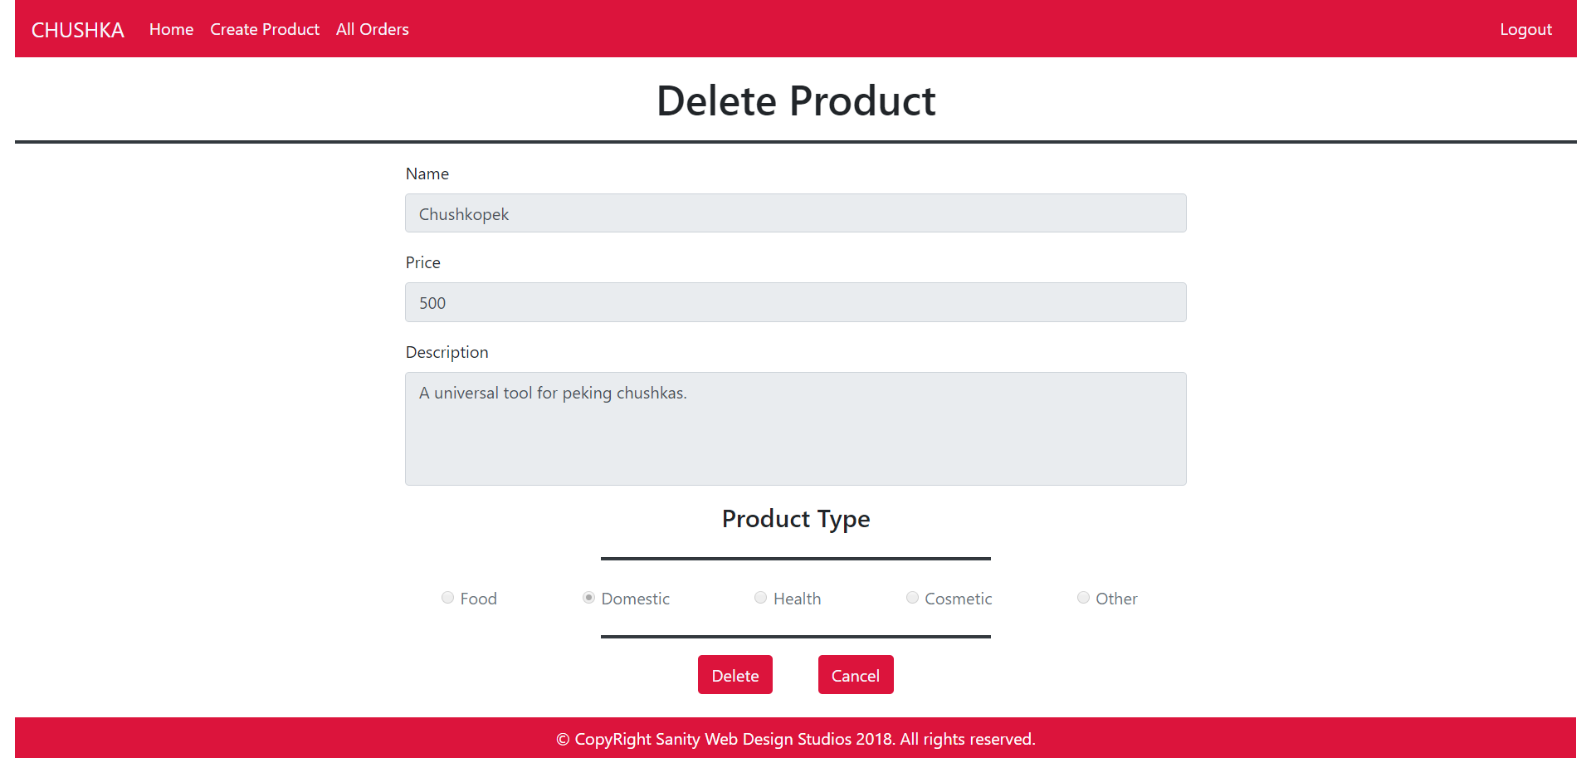 CHUSHKA Home Create Product All Orders Logout
Delete Product
Name
Chushkopek
Price
500
Description
A universal tool for peking chushkas.
Product Type
Food Domestic Health Cosmetic Other
Delete Cancel
© CopyRight Sanity Web Design Studios 2018. All rights reserved.